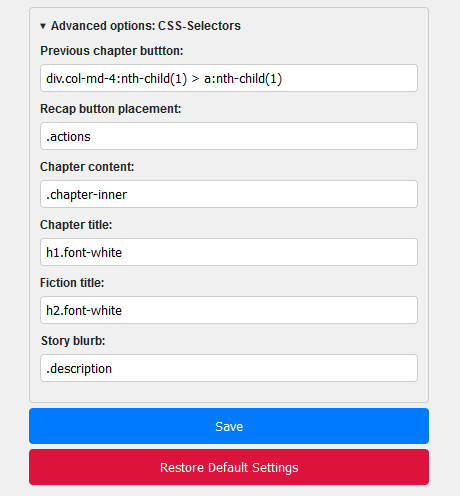 ▼ Advanced options: CSS-Selectors
Previous chapter buttton:
div.col-md-4:nth-child(1) > a:nth-child(1)
Recap button placement:
.actions
Chapter content:
.chapter-inner
Chapter title:
h1.font-white
Fiction title:
h2.font-white
Story blurb:
.description
Save
Restore Default Settings